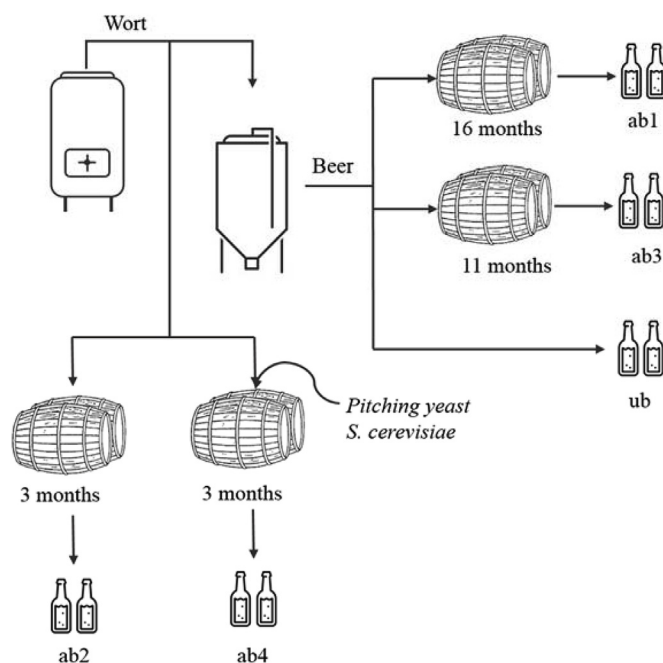 Wort
Beer
16 months
ab1
11 months
ab3
ub
Pitching yeast
S. cerevisiae
3 months
3 months
ab2
ab4